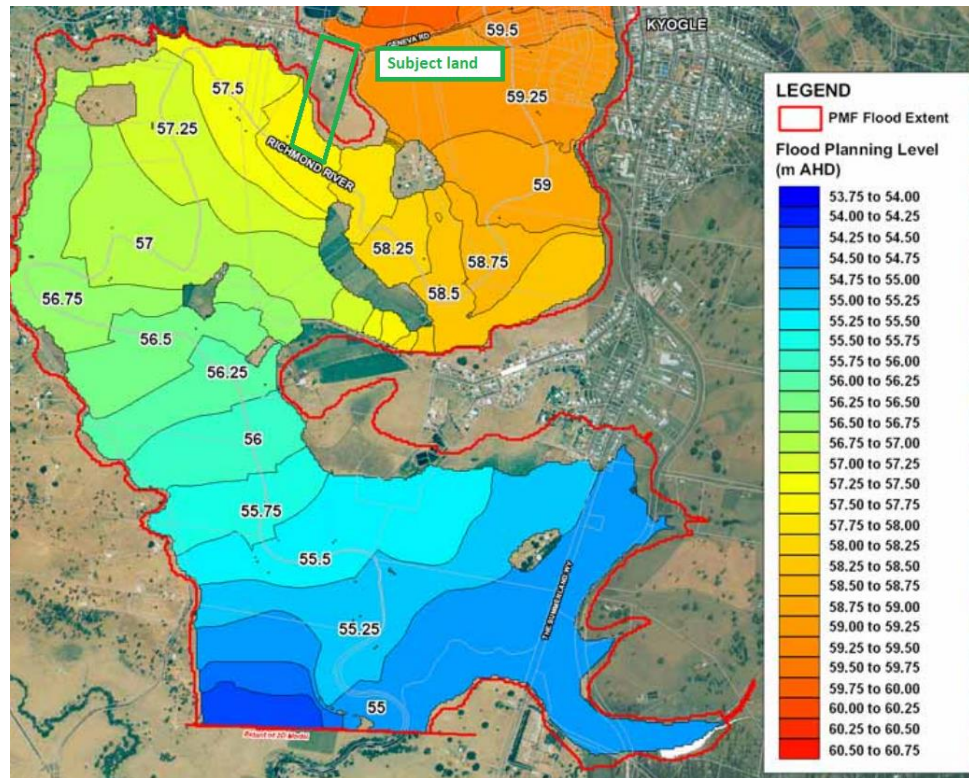 59.5
KYOGLE
GENEVA RD
Subject land
57.5
59.25
57.25
RICHMOND RIVER
59
57
58.25
58.75
56.75
58.5
56.5
56.25
56
55.75
55.5
55.25
THE SUMMERLAND WY
55
Extent of 2D Model
LEGEND
PMF Flood Extent
Flood Planning Level
(m AHD)
53.75 to 54.00
54.00 to 54.25
54.25 to 54.50
54.50 to 54.75
54.75 to 55.00
55.00 to 55.25
55.25 to 55.50
55.50 to 55.75
55.75 to 56.00
56.00 to 56.25
56.25 to 56.50
56.50 to 56.75
56.75 to 57.00
57.00 to 57.25
57.25 to 57.50
57.50 to 57.75
57.75 to 58.00
58.00 to 58.25
58.25 to 58.50
58.50 to 58.75
58.75 to 59.00
59.00 to 59.25
59.25 to 59.50
59.50 to 59.75
59.75 to 60.00
60.00 to 60.25
60.25 to 60.50
60.50 to 60.75